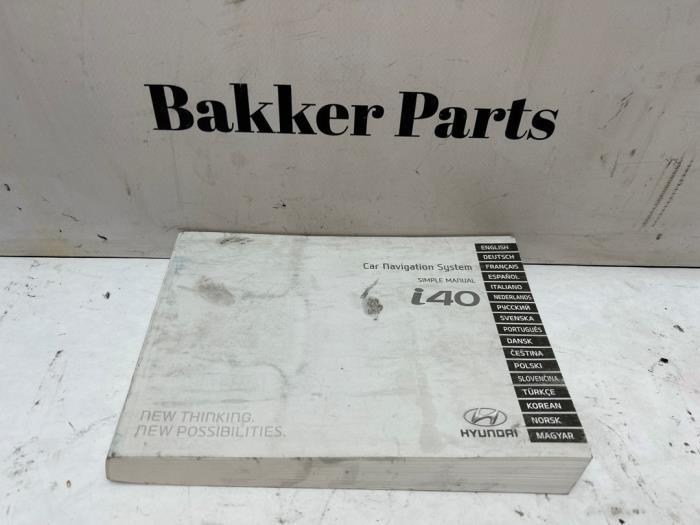 Bakker Parts
Car Navigation System
SIMPLE MANUAL
i40
ENGLISH
DEUTSCH
FRANÇAIS
ESPAÑOL
ITALIANO
NEDERLANDS
РУССКИЙ
SVENSKA
PORTUGUÊS
DANSK
ČEŠTINA
POLSKI
SLOVENČINA
TÜRKÇE
KOREAN
NORSK
MAGYAR
NEW THINKING.
NEW POSSIBILITIES.
HYUNDAI